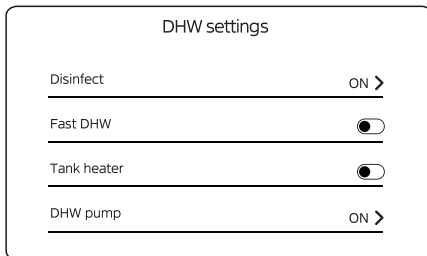 DHW settings
Disinfect ON
Fast DHW
Tank heater
DHW pump ON